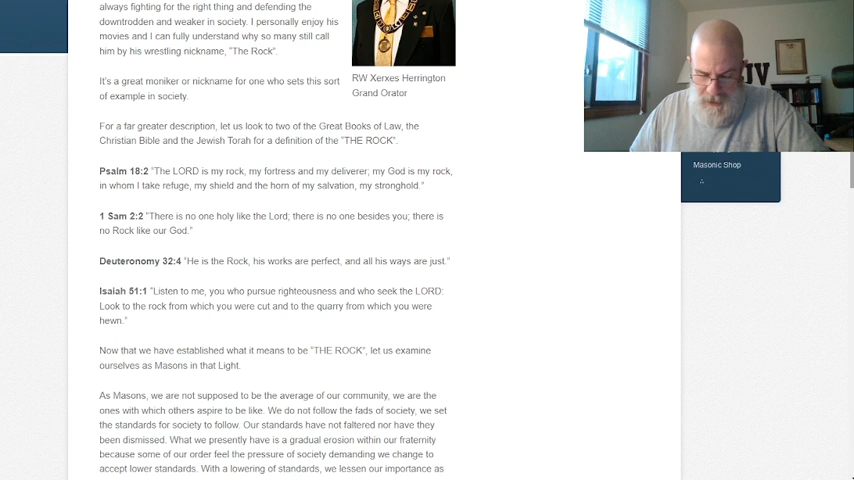 always fighting for the right thing and defending the
downtrodden and weaker in society. I personally enjoy his
movies and I can fully understand why so many still call
him by his wrestling nickname, "The Rock".
RW Xerxes Herrington
Grand Orator
It's a great moniker or nickname for one who sets this sort
of example in society.
For a far greater description, let us look to two of the Great Books of Law, the
Christian Bible and the Jewish Torah for a definition of the "THE ROCK".
Psalm 18:2 "The LORD is my rock, my fortress and my deliverer; my God is my rock,
in whom I take refuge, my shield and the horn of my salvation, my stronghold."
1 Sam 2:2 "There is no one holy like the Lord; there is no one besides you; there is
no Rock like our God."
Deuteronomy 32:4 "He is the Rock, his works are perfect, and all his ways are just."
Isaiah 51:1 "Listen to me, you who pursue righteousness and who seek the LORD:
Look to the rock from which you were cut and to the quarry from which you were
hewn."
Now that we have established what it means to be "THE ROCK", let us examine
ourselves as Masons in that Light.
As Masons, we are not supposed to be the average of our community, we are the
ones with which others aspire to be like. We do not follow the fads of society, we set
the standards for society to follow. Our standards have not faltered nor have they
been dismissed. What we presently have is a gradual erosion within our fraternity
because some of our order feel the pressure of society demanding we change to
accept lower standards. With a lowering of standards, we lessen our importance as
Masonic Shop